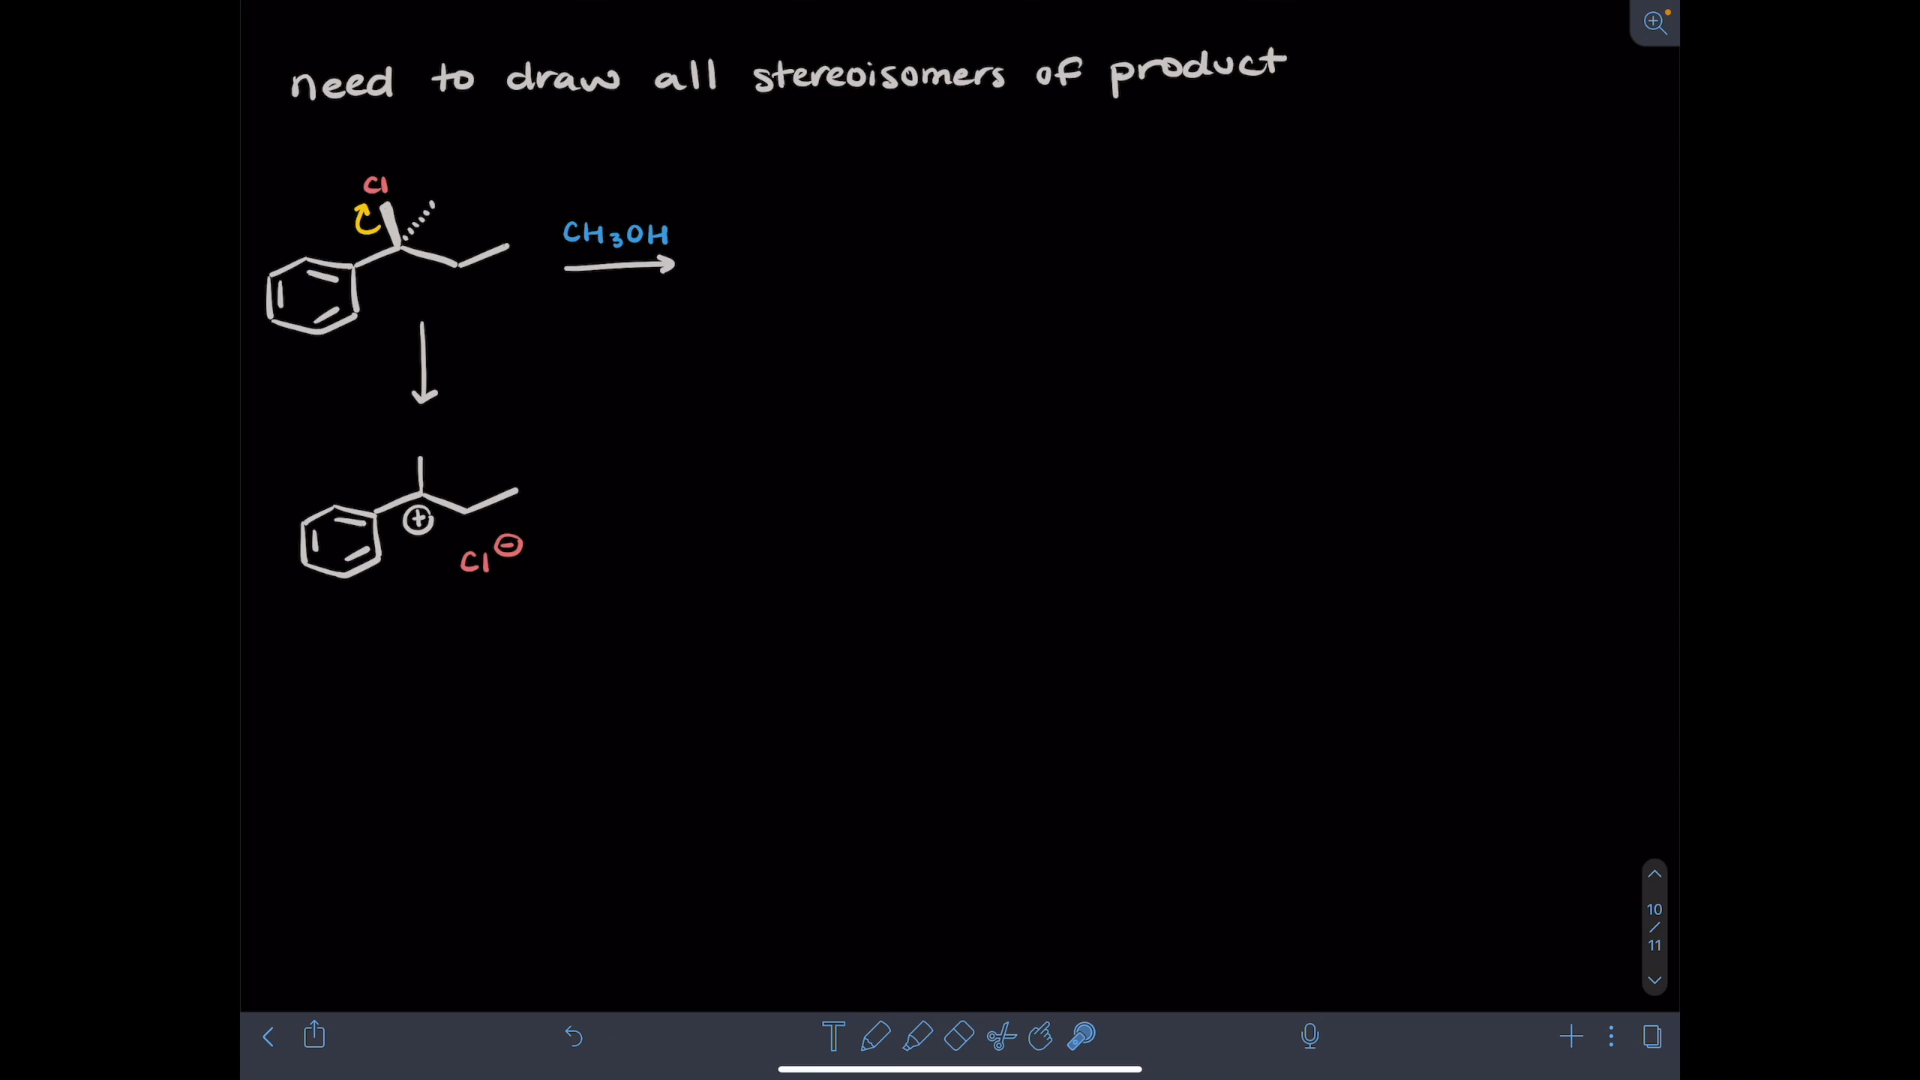 need to draw all stereoisomers of product
Cl
CH₃OH
+
Cl⊖
10
/
11
T